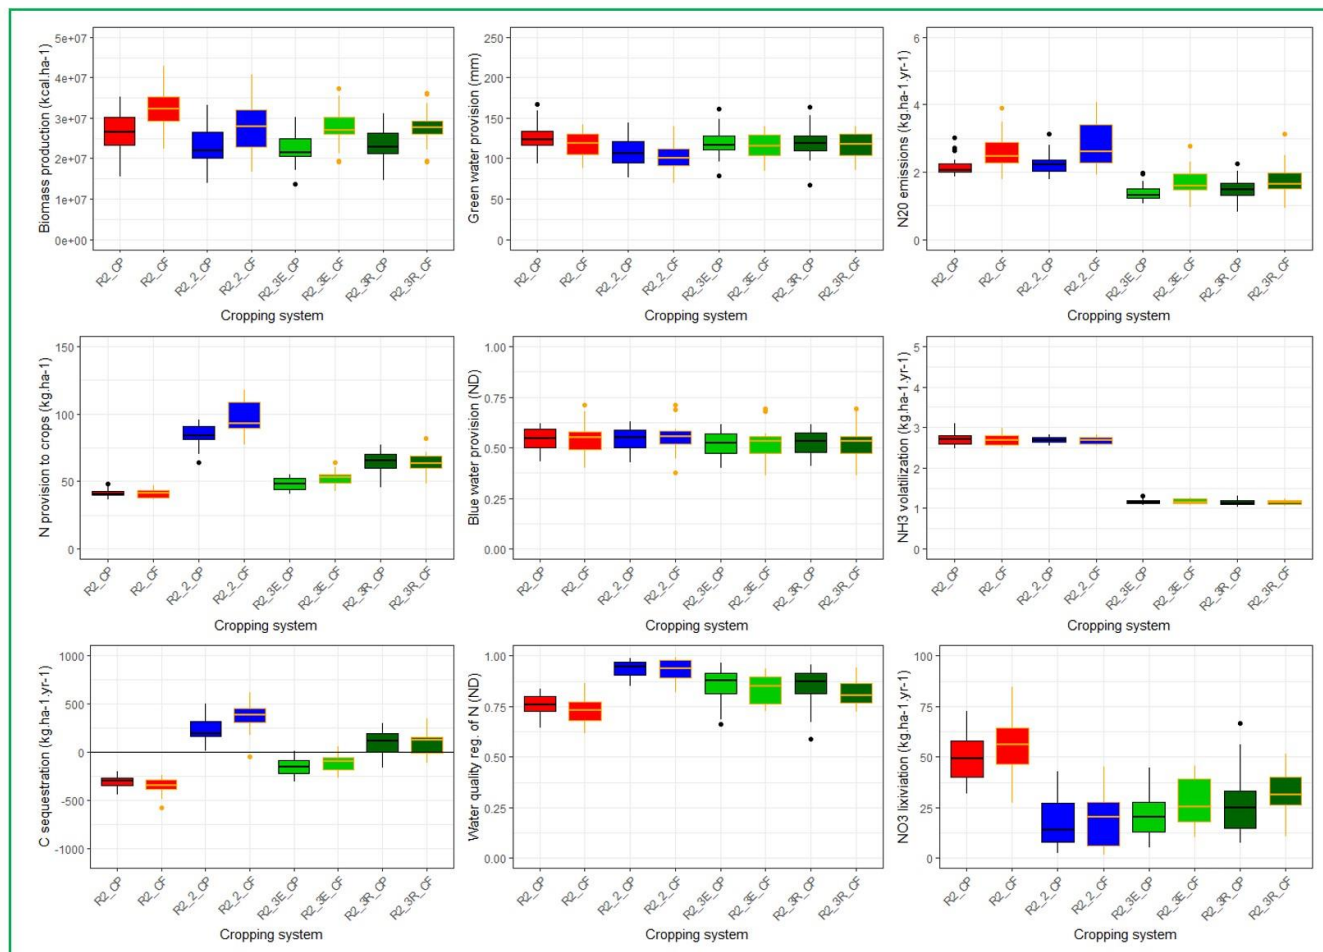 Biomass production (kcal.ha-1)
5e+07
4e+07
3e+07
2e+07
1e+07
0e+00
R2_CP
R2_CF
R2_2_CP
R2_2_CF
R2_3E_CP
R2_3E_CF
R2_3R_CP
R2_3R_CF
Cropping system
Green water provision (mm)
250
200
150
100
50
0
R2_CP
R2_CF
R2_2_CP
R2_2_CF
R2_3E_CP
R2_3E_CF
R2_3R_CP
R2_3R_CF
Cropping system
N20 emissions (kg.ha-1.yr-1)
6
4
2
0
R2_CP
R2_CF
R2_2_CP
R2_2_CF
R2_3E_CP
R2_3E_CF
R2_3R_CP
R2_3R_CF
Cropping system
N provision to crops (kg.ha-1)
150
100
50
0
R2_CP
R2_CF
R2_2_CP
R2_2_CF
R2_3E_CP
R2_3E_CF
R2_3R_CP
R2_3R_CF
Cropping system
Blue water provision (ND)
1.00
0.75
0.50
0.25
0.00
R2_CP
R2_CF
R2_2_CP
R2_2_CF
R2_3E_CP
R2_3E_CF
R2_3R_CP
R2_3R_CF
Cropping system
NH3 volatilization (kg.ha-1.yr-1)
5
4
3
2
1
0
R2_CP
R2_CF
R2_2_CP
R2_2_CF
R2_3E_CP
R2_3E_CF
R2_3R_CP
R2_3R_CF
Cropping system
C sequestration (kg.ha-1.yr-1)
1000
500
0
-500
-1000
R2_CP
R2_CF
R2_2_CP
R2_2_CF
R2_3E_CP
R2_3E_CF
R2_3R_CP
R2_3R_CF
Cropping system
Water quality reg. of N (ND)
1.00
0.75
0.50
0.25
0.00
R2_CP
R2_CF
R2_2_CP
R2_2_CF
R2_3E_CP
R2_3E_CF
R2_3R_CP
R2_3R_CF
Cropping system
NO3 lixiviation (kg.ha-1.yr-1)
100
75
50
25
0
R2_CP
R2_CF
R2_2_CP
R2_2_CF
R2_3E_CP
R2_3E_CF
R2_3R_CP
R2_3R_CF
Cropping system